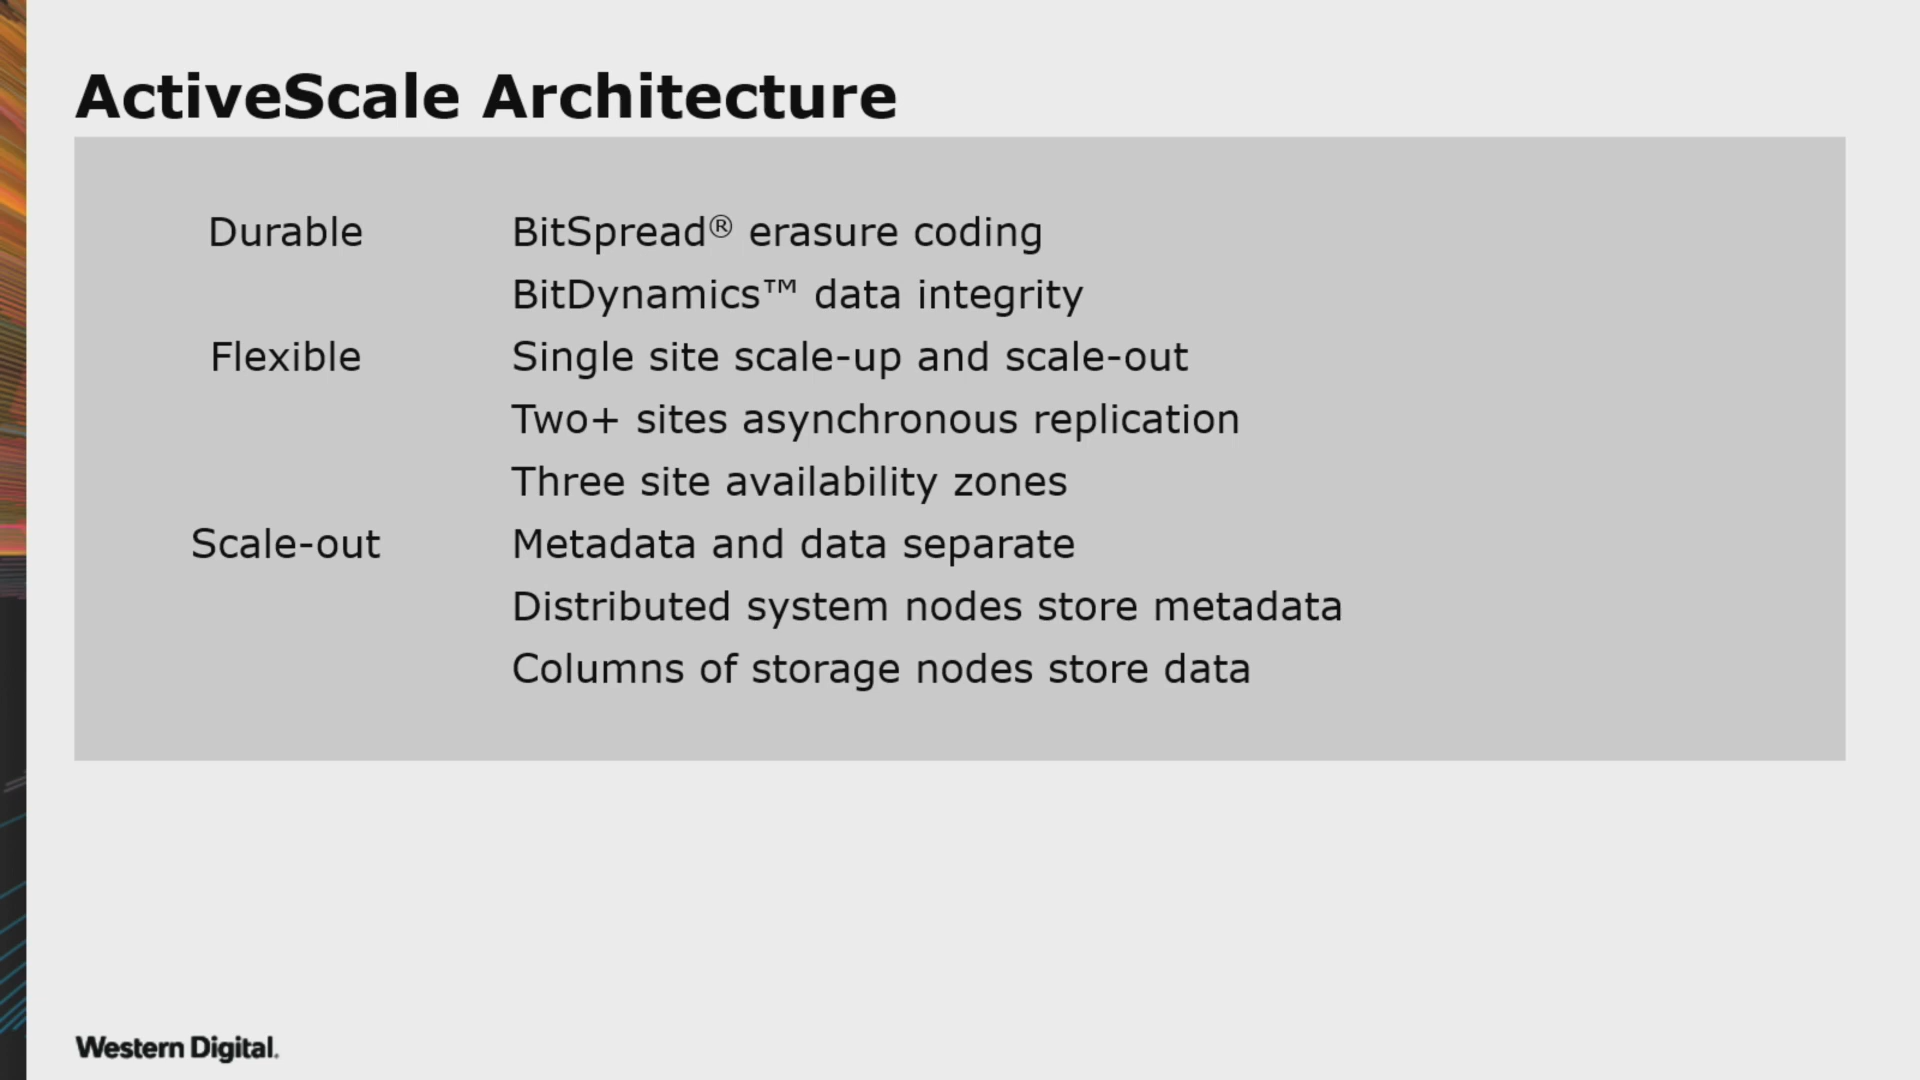 ActiveScale Architecture
Durable BitSpread® erasure coding
BitDynamics™ data integrity
Flexible Single site scale-up and scale-out
Two+ sites asynchronous replication
Three site availability zones
Scale-out Metadata and data separate
Distributed system nodes store metadata
Columns of storage nodes store data
Western Digital.